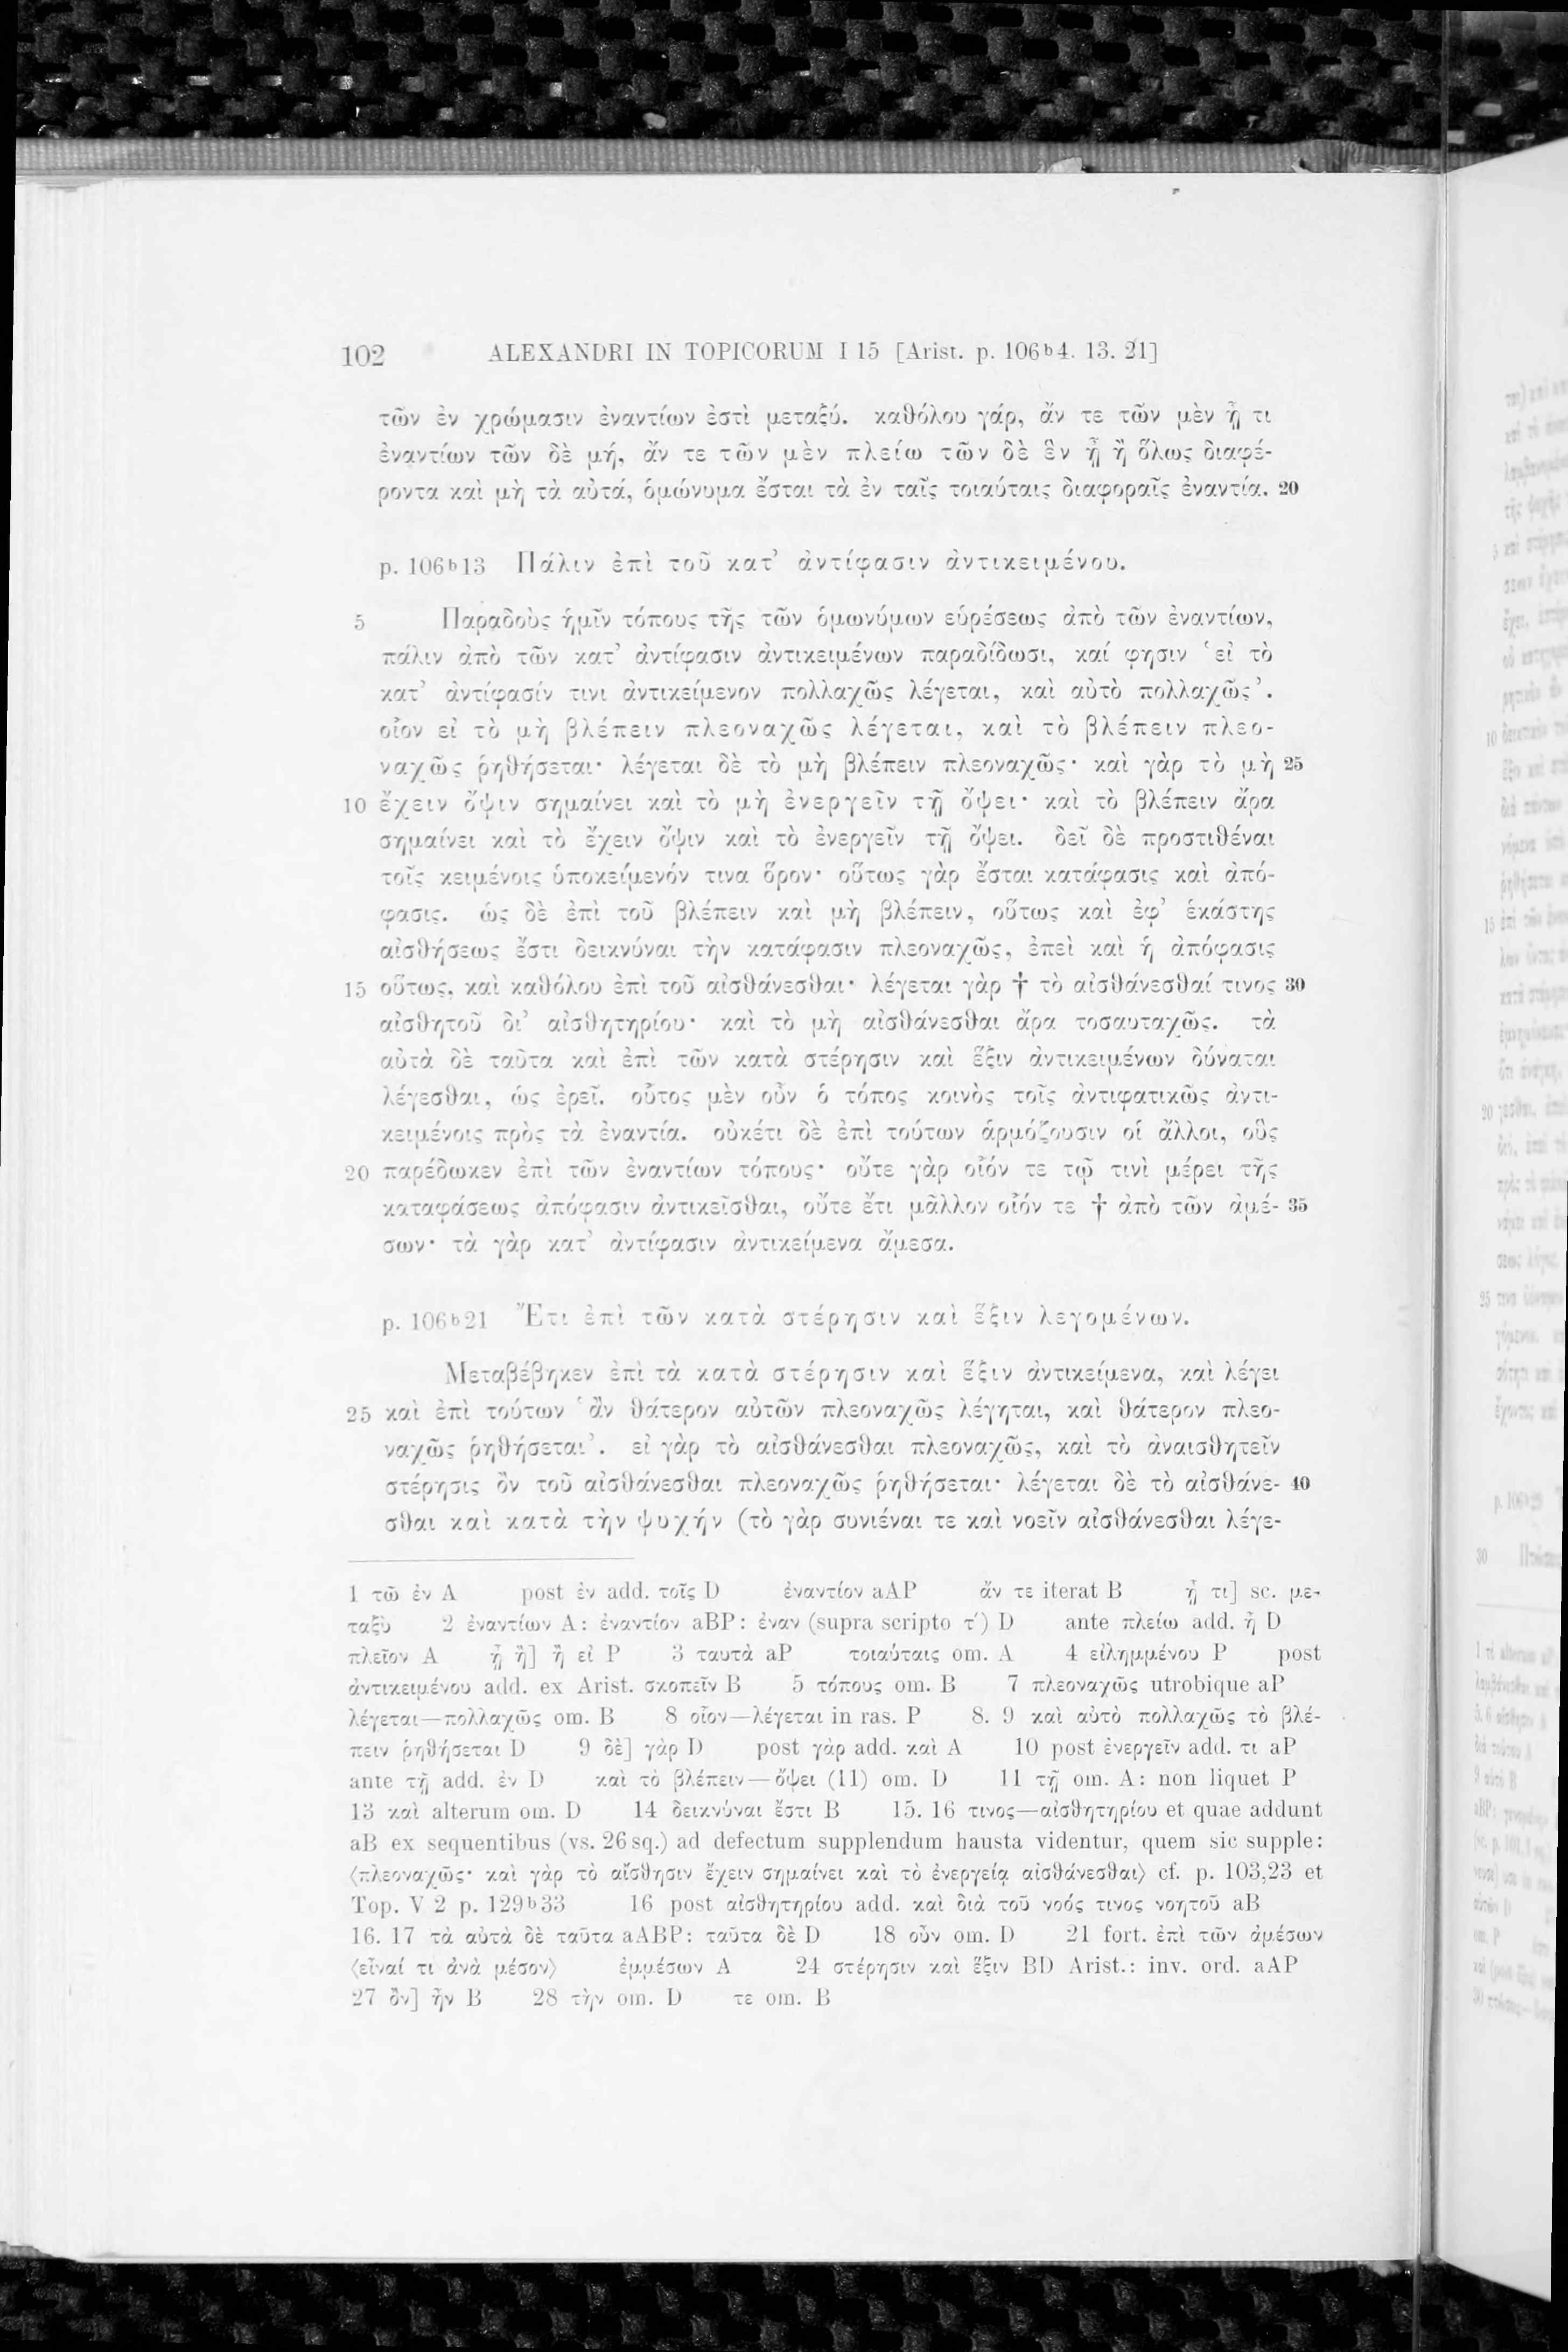 102 ALEXANDRI IN TOPICORUM I 15 [Arist. p. 106b4. 13. 21]
τῶν ἐν χρώμασιν ἐναντίων ἐστὶ μεταξύ. καθόλου γάρ, ἄν τε τῶν μὲν ᾖ τι
ἐναντίων τῶν δὲ μή, ἄν τε τῶν μὲν πλείω τῶν δὲ ἓν ᾖ ἢ ὅλως διαφέ-
ροντα καὶ μὴ τὰ αὐτά, ὁμώνυμα ἔσται τὰ ἐν ταῖς τοιαύταις διαφοραῖς ἐναντία. 20
p. 106b13 Πάλιν ἐπὶ τοῦ κατ’ ἀντίφασιν ἀντικειμένου.
5 Παραδοὺς ἡμῖν τόπους τῆς τῶν ὁμωνύμων εὑρέσεως ἀπὸ τῶν ἐναντίων,
πάλιν ἀπὸ τῶν κατ’ ἀντίφασιν ἀντικειμένων παραδίδωσι, καί φησιν ‘εἰ τὸ
κατ’ ἀντίφασίν τινι ἀντικείμενον πολλαχῶς λέγεται, καὶ αὐτὸ πολλαχῶς’.
οἷον εἰ τὸ μὴ βλέπειν πλεοναχῶς λέγεται, καὶ τὸ βλέπειν πλεο-
ναχῶς ῥηθήσεται· λέγεται δὲ τὸ μὴ βλέπειν πλεοναχῶς· καὶ γὰρ τὸ μὴ 25
10 ἔχειν ὄψιν σημαίνει καὶ τὸ μὴ ἐνεργεῖν τῇ ὄψει· καὶ τὸ βλέπειν ἄρα
σημαίνει καὶ τὸ ἔχειν ὄψιν καὶ τὸ ἐνεργεῖν τῇ ὄψει. δεῖ δὲ προστιθέναι
τοῖς κειμένοις ὑποκείμενόν τινα ὅρον· οὕτως γὰρ ἔσται κατάφασις καὶ ἀπό-
φασις. ὡς δὲ ἐπὶ τοῦ βλέπειν καὶ μὴ βλέπειν, οὕτως καὶ ἐφ’ ἑκάστης
αἰσθήσεως ἔστι δεικνύναι τὴν κατάφασιν πλεοναχῶς, ἐπεὶ καὶ ἡ ἀπόφασις
15 οὕτως, καὶ καθόλου ἐπὶ τοῦ αἰσθάνεσθαι· λέγεται γὰρ † τὸ αἰσθάνεσθαί τινος 30
αἰσθητοῦ δι’ αἰσθητηρίου· καὶ τὸ μὴ αἰσθάνεσθαι ἄρα τοσαυταχῶς. τὰ
αὐτὰ δὲ ταῦτα καὶ ἐπὶ τῶν κατὰ στέρησιν καὶ ἕξιν ἀντικειμένων δύναται
λέγεσθαι, ὡς ἐρεῖ. οὗτος μὲν οὖν ὁ τόπος κοινὸς τοῖς ἀντιφατικῶς ἀντι-
κειμένοις πρὸς τὰ ἐναντία. οὐκέτι δὲ ἐπὶ τούτων ἁρμόζουσιν οἱ ἄλλοι, οὓς
20 παρέδωκεν ἐπὶ τῶν ἐναντίων τόπους· οὔτε γὰρ οἷόν τε τῷ τινὶ μέρει τῆς
καταφάσεως ἀπόφασιν ἀντικεῖσθαι, οὔτε ἔτι μᾶλλον οἷόν τε † ἀπὸ τῶν ἀμέ- 35
σων· τὰ γὰρ κατ’ ἀντίφασιν ἀντικείμενα ἄμεσα.
p. 106b21 Ἔτι ἐπὶ τῶν κατὰ στέρησιν καὶ ἕξιν λεγομένων.
Μεταβέβηκεν ἐπὶ τὰ κατὰ στέρησιν καὶ ἕξιν ἀντικείμενα, καὶ λέγει
25 καὶ ἐπὶ τούτων ‘ἂν θάτερον αὐτῶν πλεοναχῶς λέγηται, καὶ θάτερον πλεο-
ναχῶς ῥηθήσεται’. εἰ γὰρ τὸ αἰσθάνεσθαι πλεοναχῶς, καὶ τὸ ἀναισθητεῖν
στέρησις ὂν τοῦ αἰσθάνεσθαι πλεοναχῶς ῥηθήσεται· λέγεται δὲ τὸ αἰσθάνε- 40
σθαι καὶ κατὰ τὴν ψυχήν (τὸ γὰρ συνιέναι τε καὶ νοεῖν αἰσθάνεσθαι λέγε-
1 τῶ ἐν A post ἐν add. τοῖς D ἐναντίον aAP ἄν τε iterat B ᾖ τι] sc. με-
ταξὺ 2 ἐναντίων A: ἐναντίον aBP: ἐναν (supra scripto τ´) D ante πλείω add. ᾖ D
πλεῖον A ᾖ ἢ] ἢ εἰ P 3 ταυτὰ aP τοιαύταις om. A 4 εἰλημμένου P post
ἀντικειμένου add. ex Arist. σκοπεῖν B 5 τόπους om. B 7 πλεοναχῶς utrobique aP
λέγεται—πολλαχῶς om. B 8 οἷον—λέγεται in ras. P 8. 9 καὶ αὐτὸ πολλαχῶς τὸ βλέ-
πειν ῥηθήσεται D 9 δὲ] γὰρ D post γὰρ add. καὶ A 10 post ἐνεργεῖν add. τι aP
ante τῇ add. ἐν D καὶ τὸ βλέπειν—ὄψει (11) om. D 11 τῇ om. A: non liquet P
13 καὶ alterum om. D 14 δεικνύναι ἔστι B 15. 16 τινος—αἰσθητηρίου et quae addunt
aB ex sequentibus (vs. 26 sq.) ad defectum supplendum hausta videntur, quem sic supple:
⟨πλεοναχῶς· καὶ γὰρ τὸ αἴσθησιν ἔχειν σημαίνει καὶ τὸ ἐνεργείᾳ αἰσθάνεσθαι⟩ cf. p. 103,23 et
Top. V 2 p. 129b33 16 post αἰσθητηρίου add. καὶ διὰ τοῦ νοός τινος νοητοῦ aB
16. 17 τὰ αὐτὰ δὲ ταῦτα aABP: ταῦτα δὲ D 18 οὖν om. D 21 fort. ἐπὶ τῶν ἀμέσων
⟨εἶναί τι ἀνὰ μέσον⟩ ἐμμέσων A 24 στέρησιν καὶ ἕξιν BD Arist.: inv. ord. aAP
27 ὂν] ἦν B 28 τὴν om. D τε om. B